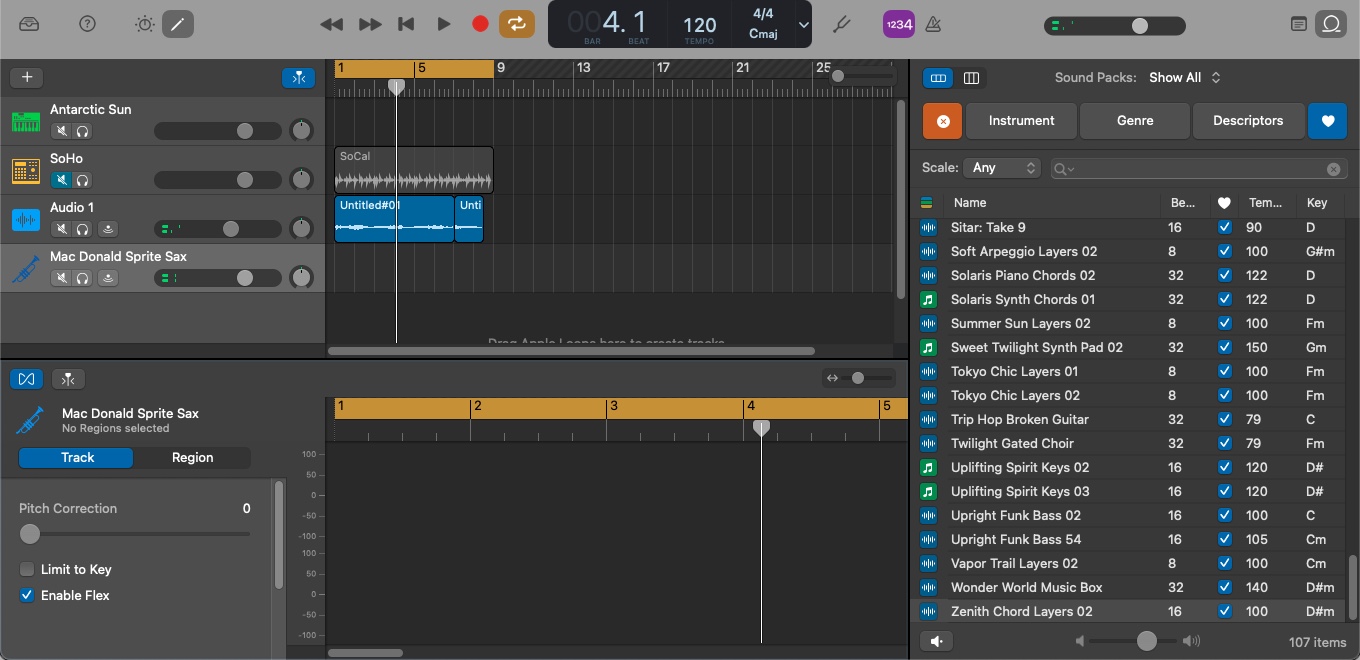 004. 1
BAR BEAT
120
TEMPO
4/4
Cmaj
1234
1 5 9 13 17 21 25
Antarctic Sun
SoHo
Audio 1
Mac Donald Sprite Sax
SoCal
Untitled#01
Unti
Drag Apple Loops here to create tracks.
Mac Donald Sprite Sax
No Regions selected
Track Region
Pitch Correction 0
Limit to Key
Enable Flex
1 2 3 4 5
100
50
0
-50
-100
100
50
0
-50
-100
Sound Packs: Show All
Instrument Genre Descriptors
Scale: Any
Name Be... Tem... Key
Sitar: Take 9 16 90 D
Soft Arpeggio Layers 02 8 100 G#m
Solaris Piano Chords 02 32 122 D
Solaris Synth Chords 01 32 122 D
Summer Sun Layers 02 8 100 Fm
Sweet Twilight Synth Pad 02 32 150 Gm
Tokyo Chic Layers 01 8 100 Fm
Tokyo Chic Layers 02 8 100 Fm
Trip Hop Broken Guitar 32 79 C
Twilight Gated Choir 32 79 Fm
Uplifting Spirit Keys 02 16 120 D#
Uplifting Spirit Keys 03 16 120 D#
Upright Funk Bass 02 16 100 C
Upright Funk Bass 54 16 105 Cm
Vapor Trail Layers 02 8 100 Cm
Wonder World Music Box 32 140 D#m
Zenith Chord Layers 02 16 100 D#m
107 items